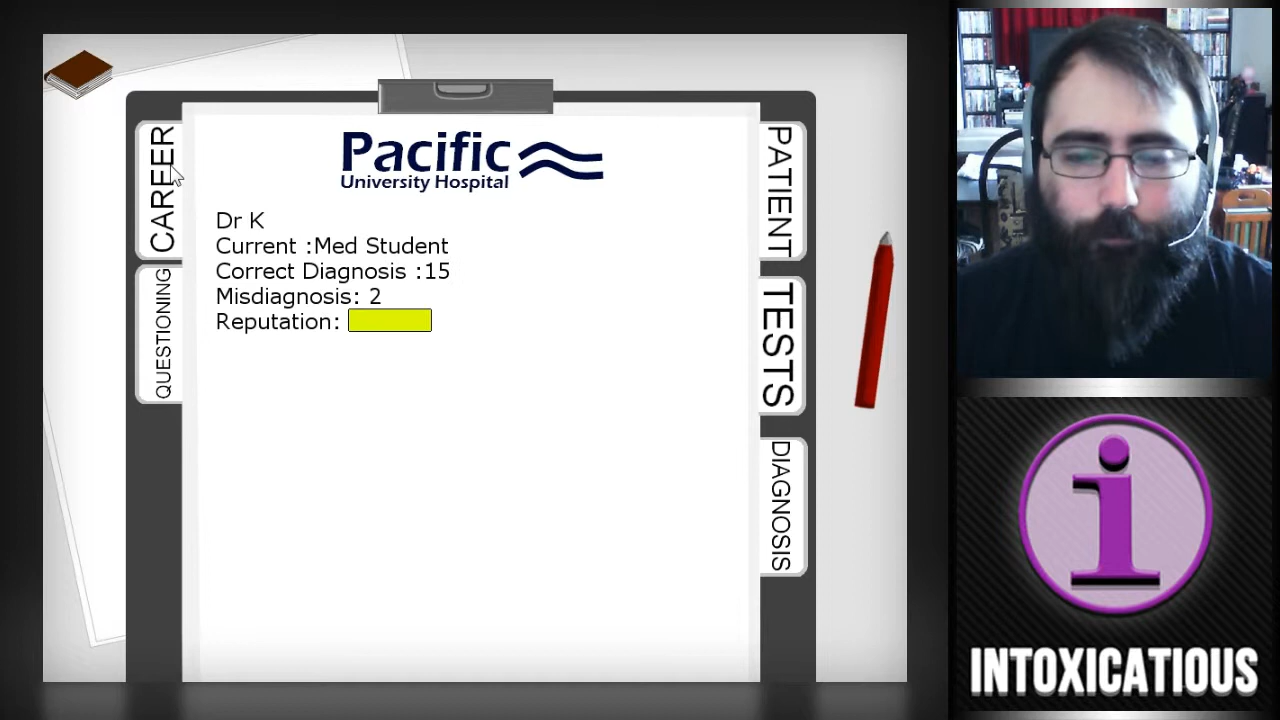 CAREER
QUESTIONING
Pacific
University Hospital
Dr K
Current :Med Student
Correct Diagnosis :15
Misdiagnosis: 2
Reputation:
PATIENT
TESTS
DIAGNOSIS
i
INTOXICATIOUS